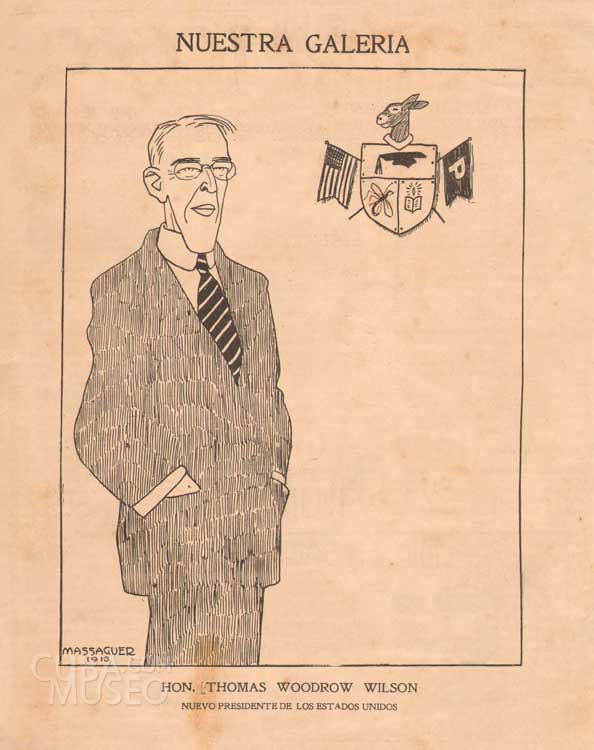 NUESTRA GALERIA
P
MASSAGUER
1913
CUBA
MUSEO
HON. THOMAS WOODROW WILSON
NUEVO PRESIDENTE DE LOS ESTADOS UNIDOS